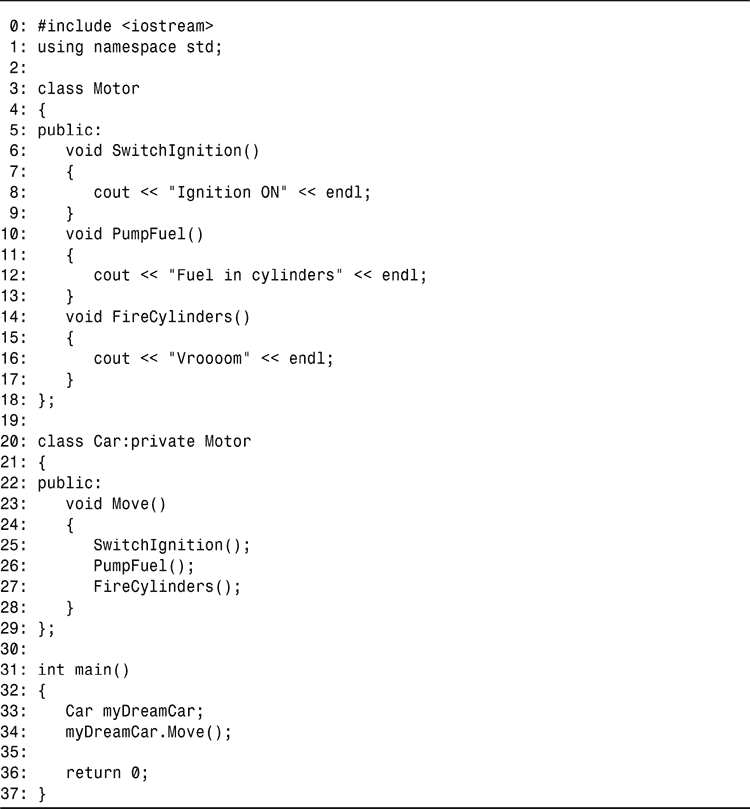 0: #include <iostream>
1: using namespace std;
2:
3: class Motor
4: {
5: public:
6:    void SwitchIgnition()
7:    {
8:       cout << "Ignition ON" << endl;
9:    }
10:    void PumpFuel()
11:    {
12:       cout << "Fuel in cylinders" << endl;
13:    }
14:    void FireCylinders()
15:    {
16:       cout << "Vroooom" << endl;
17:    }
18: };
19:
20: class Car:private Motor
21: {
22: public:
23:    void Move()
24:    {
25:       SwitchIgnition();
26:       PumpFuel();
27:       FireCylinders();
28:    }
29: };
30:
31: int main()
32: {
33:    Car myDreamCar;
34:    myDreamCar.Move();
35:
36:    return 0;
37: }